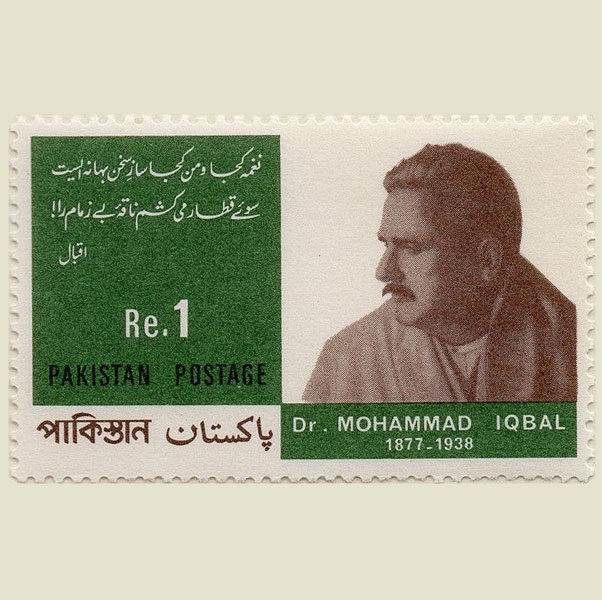 نغمہ کجا و من کجا ساز سخن بہانہ ایست
سوئے قطار می کشم ناقۂ بے زمام را!
اقبال
Re.1
PAKISTAN POSTAGE
পাকিস্তান پاکستان
Dr. MOHAMMAD IQBAL
1877-1938